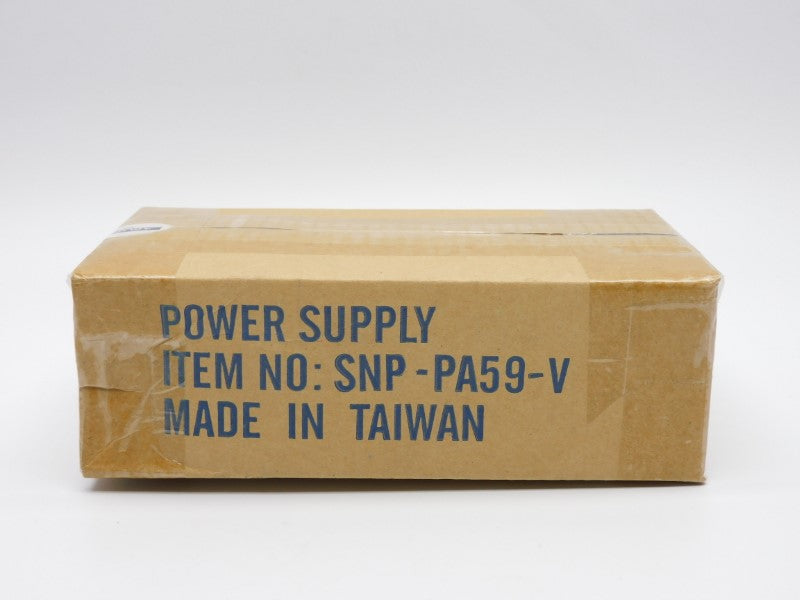 POWER SUPPLY
ITEM NO: SNP-PA59-V
MADE IN TAIWAN